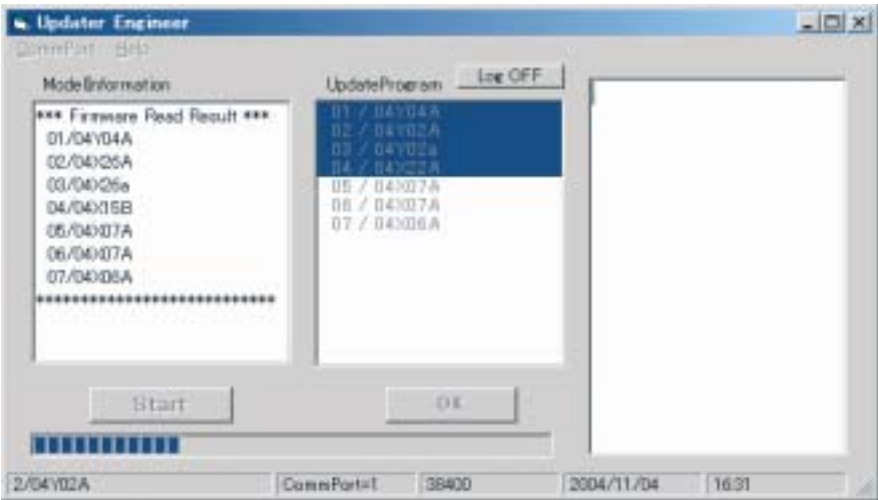 Updater Engineer
CommPort Help
ModelInformation
*** Firmware Read Result ***
01/04Y04A
02/04X26A
03/04X26a
04/04X15B
05/04X07A
06/04X07A
07/04X06A
****************************
UpdateProgram
Log OFF
01 / 04Y04A
02 / 04Y02A
03 / 04Y02a
04 / 04X22A
05 / 04X07A
06 / 04X07A
07 / 04X06A
Start
OK
2/04Y02A
CommPort=1
38400
2004/11/04
16:31